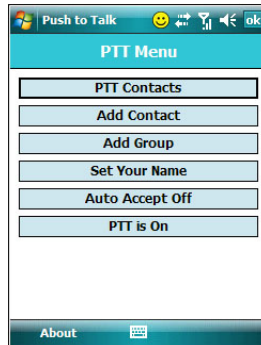 Push to Talk ok
PTT Menu
PTT Contacts
Add Contact
Add Group
Set Your Name
Auto Accept Off
PTT is On
About